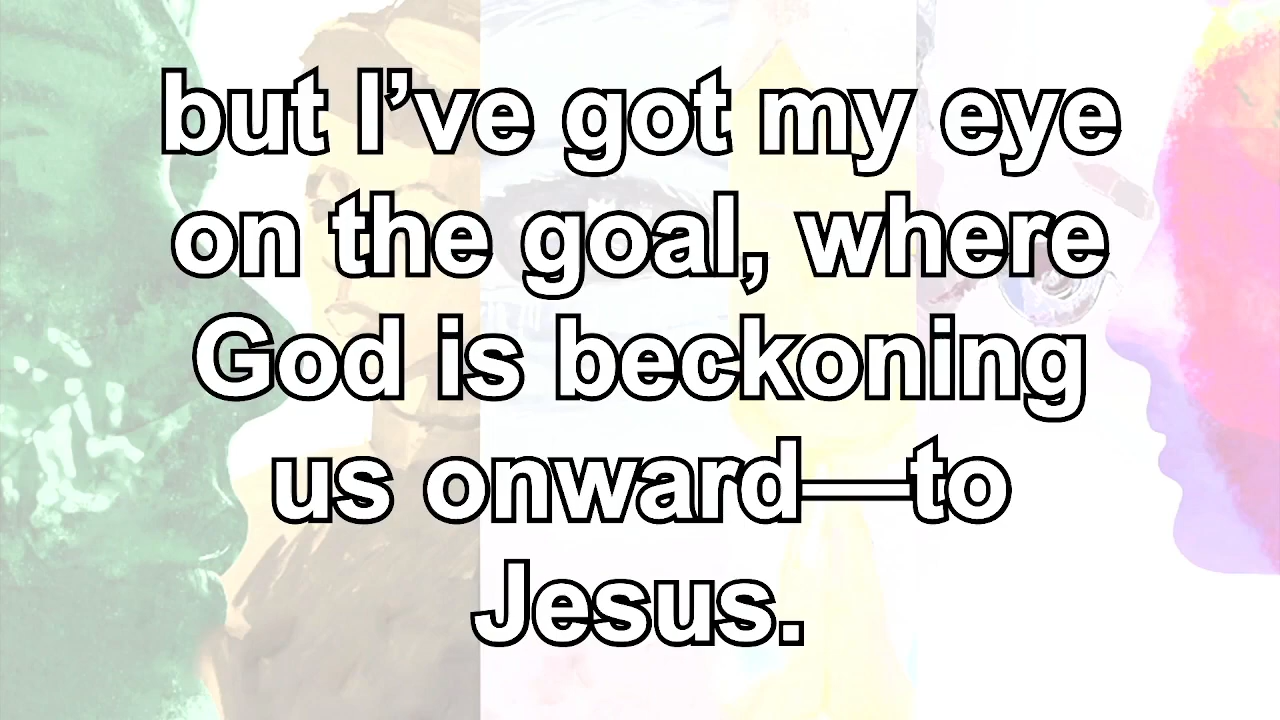 but I’ve got my eye
on the goal, where
God is beckoning
us onward—to
Jesus.